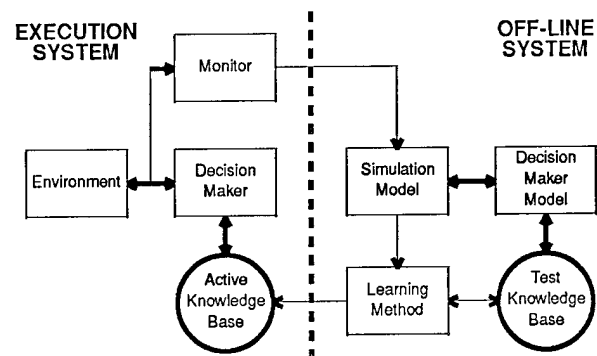 EXECUTION
SYSTEM
OFF-LINE
SYSTEM
Monitor
Environment
Decision
Maker
Simulation
Model
Decision
Maker
Model
Active
Knowledge
Base
Learning
Method
Test
Knowledge
Base